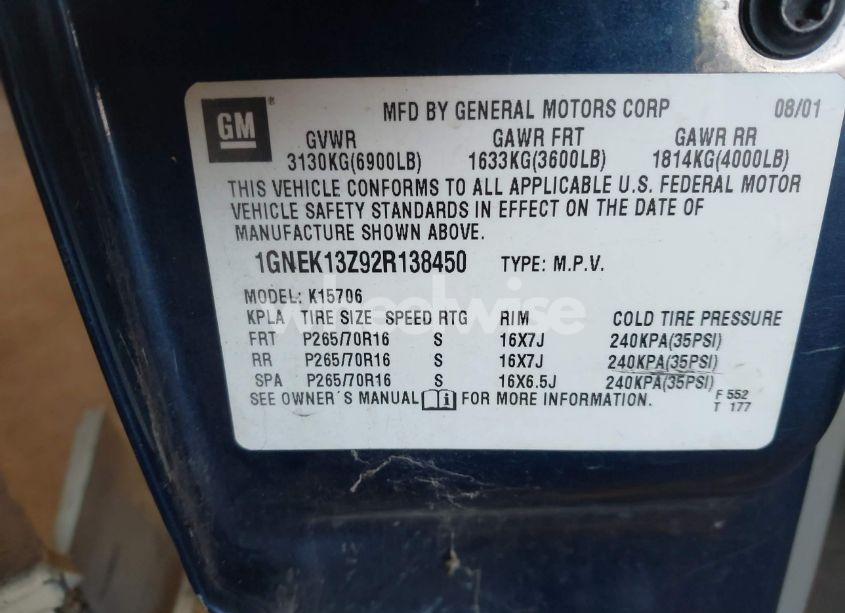 GM ®
MFD BY GENERAL MOTORS CORP 08/01
GVWR GAWR FRT GAWR RR
3130KG(6900LB) 1633KG(3600LB) 1814KG(4000LB)
THIS VEHICLE CONFORMS TO ALL APPLICABLE U.S. FEDERAL MOTOR
VEHICLE SAFETY STANDARDS IN EFFECT ON THE DATE OF
MANUFACTURE SHOWN ABOVE.
1GNEK13Z92R138450 TYPE: M.P.V.
MODEL: K15706
KPLA TIRE SIZE SPEED RTG RIM COLD TIRE PRESSURE
FRT P265/70R16 S 16X7J 240KPA(35PSI)
RR P265/70R16 S 16X7J 240KPA(35PSI)
SPA P265/70R16 S 16X6.5J 240KPA(35PSI)
SEE OWNER´S MANUAL i FOR MORE INFORMATION.
F 552
T 177
wheelwise